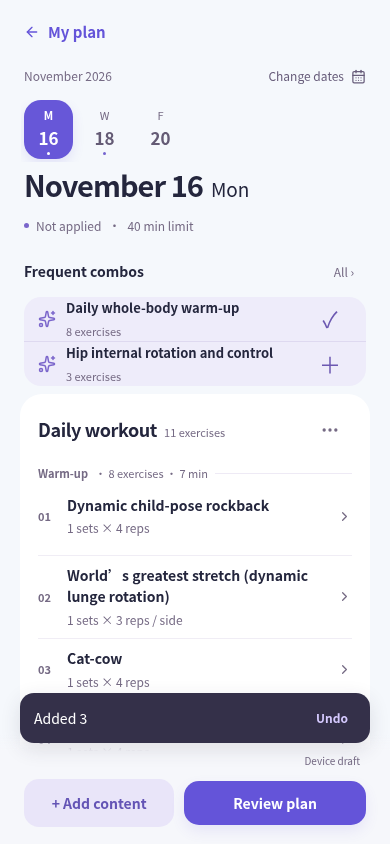 My plan
November 2026
Change dates
M
W
F
16
18
20
November 16 Mon
Not applied • 40 min limit
Frequent combos
All ›
Daily whole-body warm-up
8 exercises
Hip internal rotation and control
3 exercises
Daily workout 11 exercises
Warm-up • 8 exercises • 7 min
01
Dynamic child-pose rockback
1 sets × 4 reps
02
World’s greatest stretch (dynamic
lunge rotation)
1 sets × 3 reps / side
03
Cat-cow
1 sets × 4 reps
Added 3
Undo
Device draft
+ Add content
Review plan